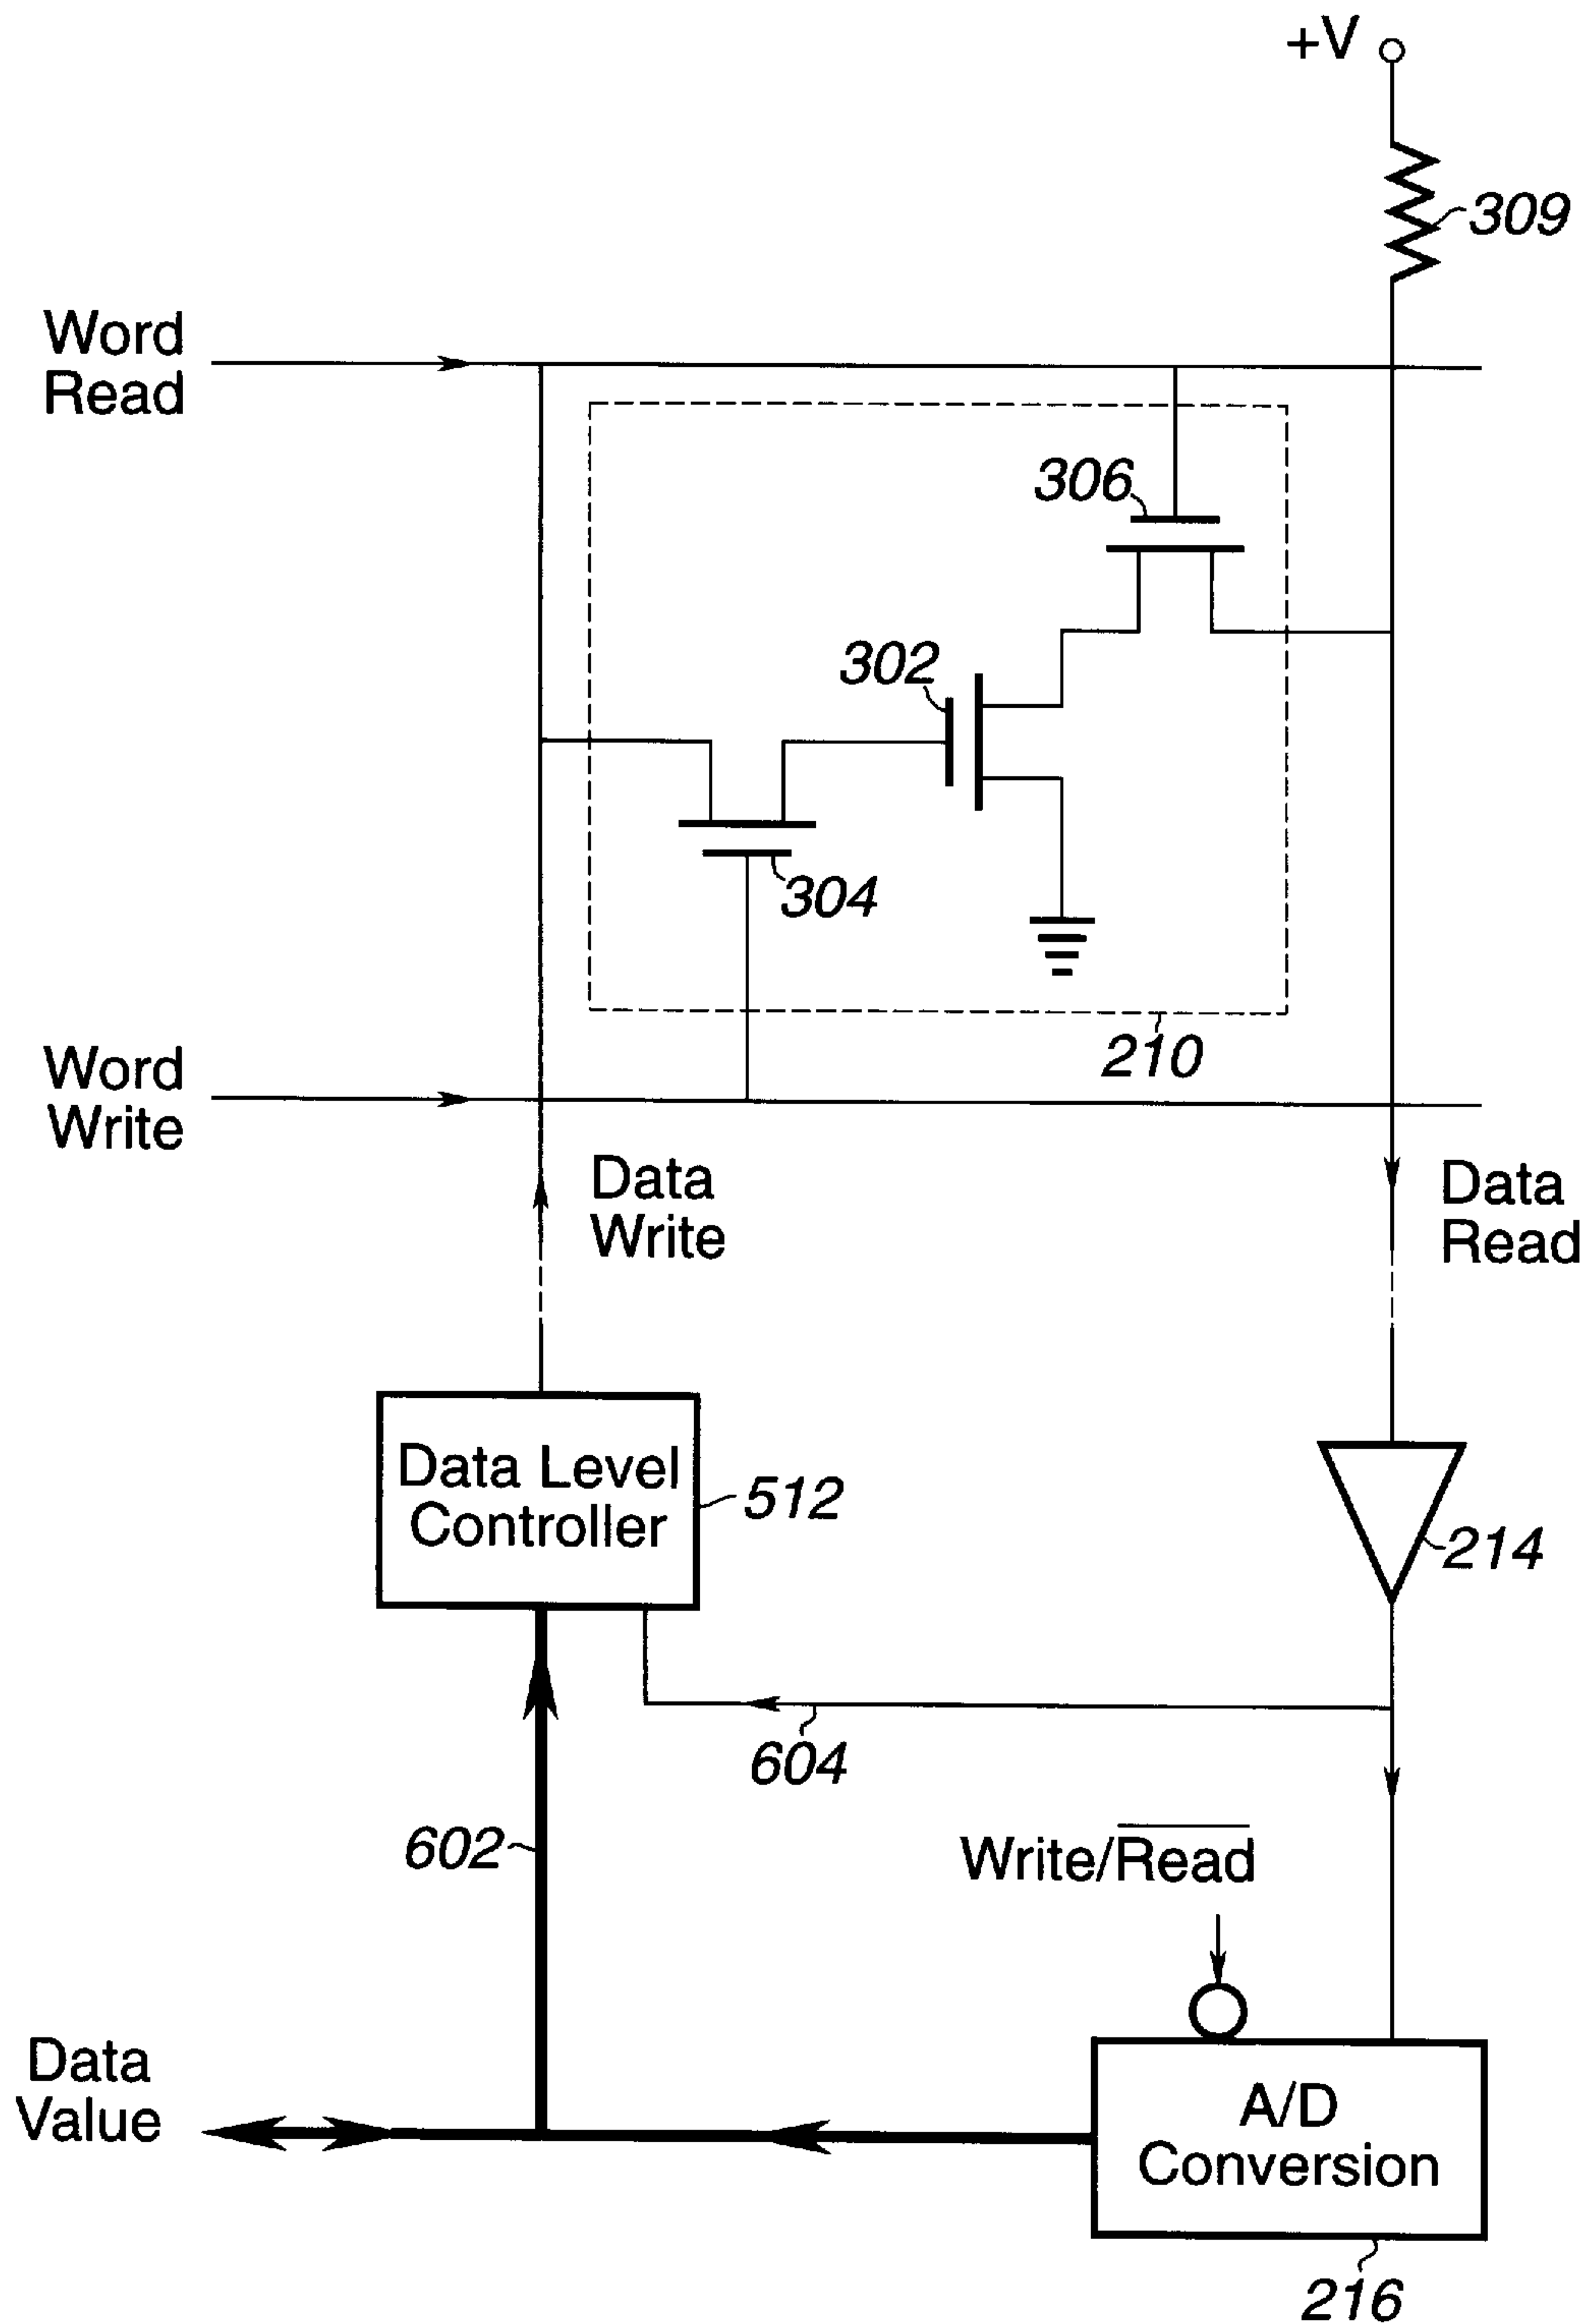 +V
309
Word
Read
306
302
304
210
Word
Write
Data
Write
Data
Read
Data Level
Controller
512
214
604
602
Write/R̅e̅a̅d̅
Data
Value
A/D
Conversion
216